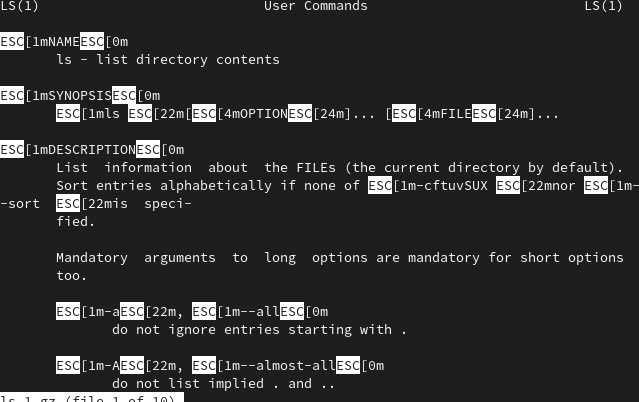 LS(1) User Commands LS(1)
ESC[1mNAMEESC[0m
ls - list directory contents
ESC[1mSYNOPSISESC[0m
ESC[1mls ESC[22m[ESC[4mOPTIONESC[24m]... [ESC[4mFILEESC[24m]...
ESC[1mDESCRIPTIONESC[0m
List information about the FILEs (the current directory by default).
Sort entries alphabetically if none of ESC[1m-cftuvSUX ESC[22mnor ESC[1m-
-sort ESC[22mis speci-
fied.
Mandatory arguments to long options are mandatory for short options
too.
ESC[1m-aESC[22m, ESC[1m--allESC[0m
do not ignore entries starting with .
ESC[1m-AESC[22m, ESC[1m--almost-allESC[0m
do not list implied . and ..
ls.1.gz (file 1 of 10)